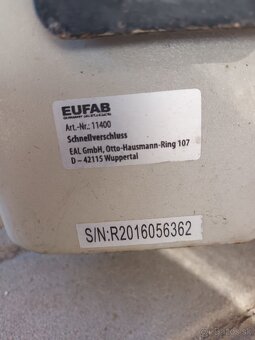 EUFAB
Art.-Nr.: 11400
Schnellverschluss
EAL GmbH, Otto-Hausmann-Ring 107
D – 42115 Wuppertal
S/N:R2016056362